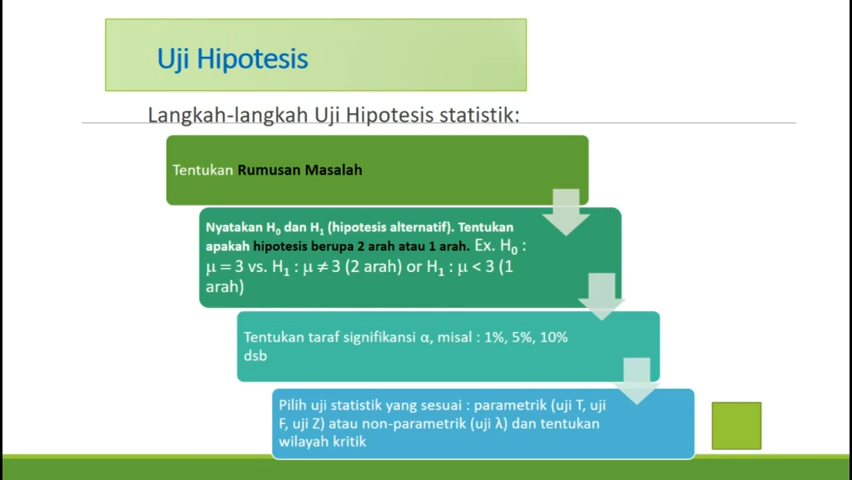 Uji Hipotesis
Langkah-langkah Uji Hipotesis statistik:
Tentukan Rumusan Masalah
Nyatakan H₀ dan H₁ (hipotesis alternatif). Tentukan
apakah hipotesis berupa 2 arah atau 1 arah. Ex. H₀ :
μ = 3 vs. H₁ : μ ≠ 3 (2 arah) or H₁ : μ < 3 (1
arah)
Tentukan taraf signifikansi α, misal : 1%, 5%, 10%
dsb
Pilih uji statistik yang sesuai : parametrik (uji T, uji
F, uji Z) atau non-parametrik (uji λ) dan tentukan
wilayah kritik